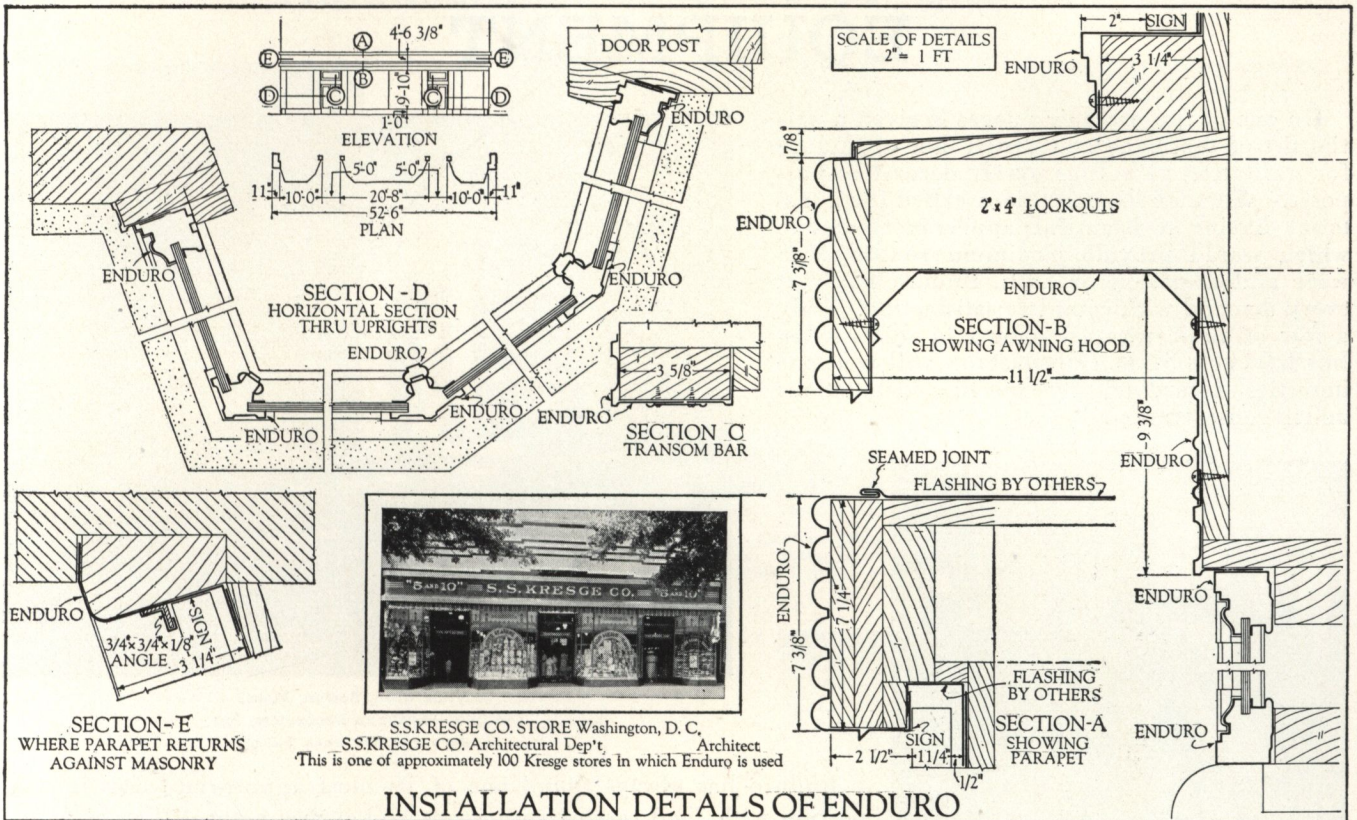 A
4'-6 3/8"
E
E
B
D
D
9'-10"
1'-0"
ELEVATION
5'-0" 5'-0"
11" 10'-0" 20'-8" 10'-0" 11"
52'-6"
PLAN
DOOR POST
ENDURO
SCALE OF DETAILS
2" = 1 FT
2" SIGN
ENDURO
3 1/4"
7/8"
ENDURO
2" x 4" LOOKOUTS
7 3/8"
ENDURO
SECTION-B
SHOWING AWNING HOOD
11 1/2"
9 3/8"
ENDURO
ENDURO
ENDURO
ENDURO
ENDURO
SECTION - D
HORIZONTAL SECTION
THRU UPRIGHTS
ENDURO
ENDURO
ENDURO
3 5/8"
ENDURO
SECTION C
TRANSOM BAR
ENDURO
3/4" x 3/4" x 1/8"
ANGLE
SIGN
3 1/4"
SECTION - E
WHERE PARAPET RETURNS
AGAINST MASONRY
"5 AND 10" S. S. KRESGE CO. "5 AND 10"
S.S.KRESGE CO. STORE Washington, D. C.
S.S.KRESGE CO. Architectural Dep't Architect
This is one of approximately 100 Kresge stores in which Enduro is used
SEAMED JOINT
FLASHING BY OTHERS
ENDURO
7 1/4"
7 3/8"
FLASHING
BY OTHERS
SECTION-A
SHOWING
PARAPET
SIGN
2 1/2" 1 1/4"
1/2"
ENDURO
INSTALLATION DETAILS OF ENDURO